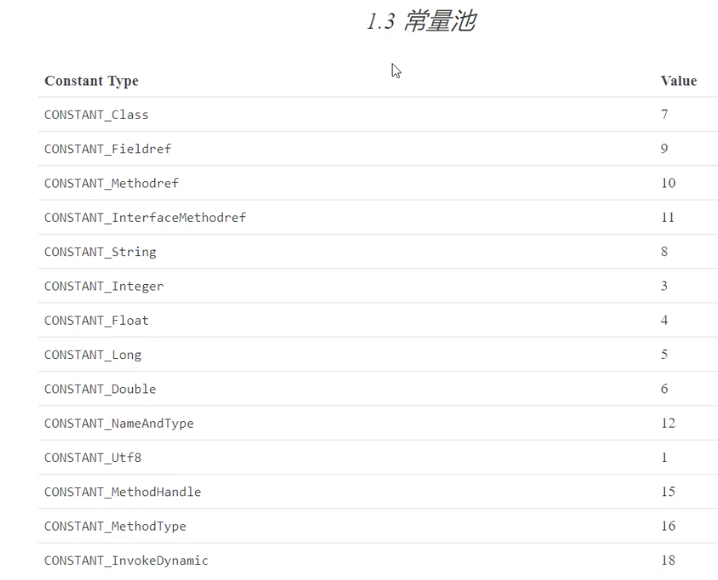 1.3 常量池
Constant Type Value
CONSTANT_Class 7
CONSTANT_Fieldref 9
CONSTANT_Methodref 10
CONSTANT_InterfaceMethodref 11
CONSTANT_String 8
CONSTANT_Integer 3
CONSTANT_Float 4
CONSTANT_Long 5
CONSTANT_Double 6
CONSTANT_NameAndType 12
CONSTANT_Utf8 1
CONSTANT_MethodHandle 15
CONSTANT_MethodType 16
CONSTANT_InvokeDynamic 18